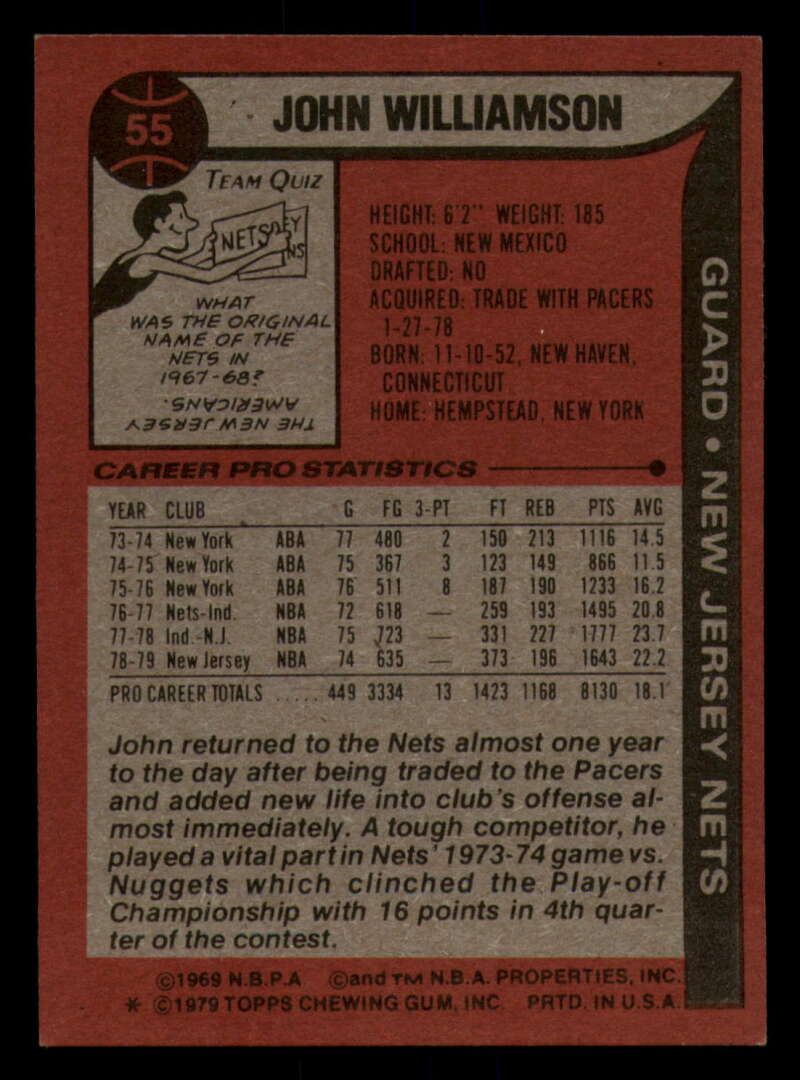 55
JOHN WILLIAMSON
TEAM QUIZ
NETS
WHAT
WAS THE ORIGINAL
NAME OF THE
NETS IN
1967-68?
THE NEW JERSEY
AMERICANS.
HEIGHT: 6'2" WEIGHT: 185
SCHOOL: NEW MEXICO
DRAFTED: NO
ACQUIRED: TRADE WITH PACERS
1-27-78
BORN: 11-10-52, NEW HAVEN,
CONNECTICUT
HOME: HEMPSTEAD, NEW YORK
GUARD • NEW JERSEY NETS
CAREER PRO STATISTICS
YEAR CLUB G FG 3-PT FT REB PTS AVG
73-74 New York ABA 77 480 2 150 213 1116 14.5
74-75 New York ABA 75 367 3 123 149 866 11.5
75-76 New York ABA 76 511 8 187 190 1233 16.2
76-77 Nets-Ind. NBA 72 618 — 259 193 1495 20.8
77-78 Ind.-N.J. NBA 75 723 — 331 227 1777 23.7
78-79 New Jersey NBA 74 635 — 373 196 1643 22.2
PRO CAREER TOTALS ..... 449 3334 13 1423 1168 8130 18.1
John returned to the Nets almost one year
to the day after being traded to the Pacers
and added new life into club's offense al-
most immediately. A tough competitor, he
played a vital part in Nets' 1973-74 game vs.
Nuggets which clinched the Play-off
Championship with 16 points in 4th quar-
ter of the contest.
©1969 N.B.P.A ©and TM N.B.A. PROPERTIES, INC.
* ©1979 TOPPS CHEWING GUM, INC. PRTD. IN U.S.A.